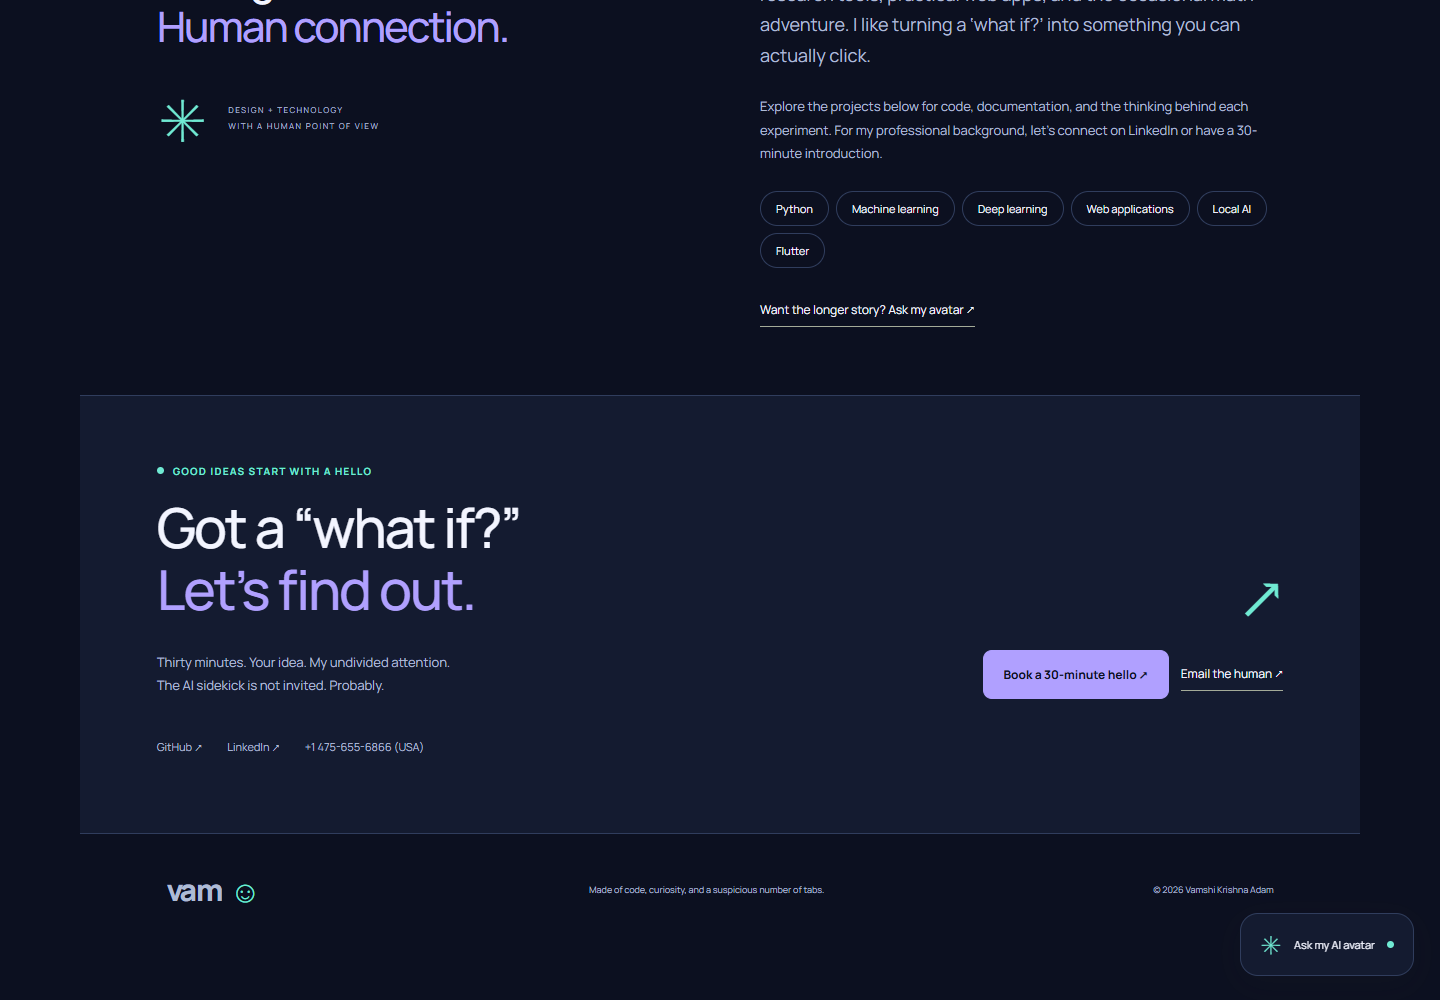 Human connection.
DESIGN + TECHNOLOGY
WITH A HUMAN POINT OF VIEW
adventure. I like turning a ‘what if?’ into something you can
actually click.
Explore the projects below for code, documentation, and the thinking behind each
experiment. For my professional background, let’s connect on LinkedIn or have a 30-
minute introduction.
Python
Machine learning
Deep learning
Web applications
Local AI
Flutter
Want the longer story? Ask my avatar ↗
GOOD IDEAS START WITH A HELLO
Got a “what if?”
Let’s find out.
Thirty minutes. Your idea. My undivided attention.
The AI sidekick is not invited. Probably.
GitHub ↗
LinkedIn ↗
+1 475-655-6866 (USA)
↗
Book a 30-minute hello ↗
Email the human ↗
vam ☺
Made of code, curiosity, and a suspicious number of tabs.
© 2026 Vamshi Krishna Adam
Ask my AI avatar